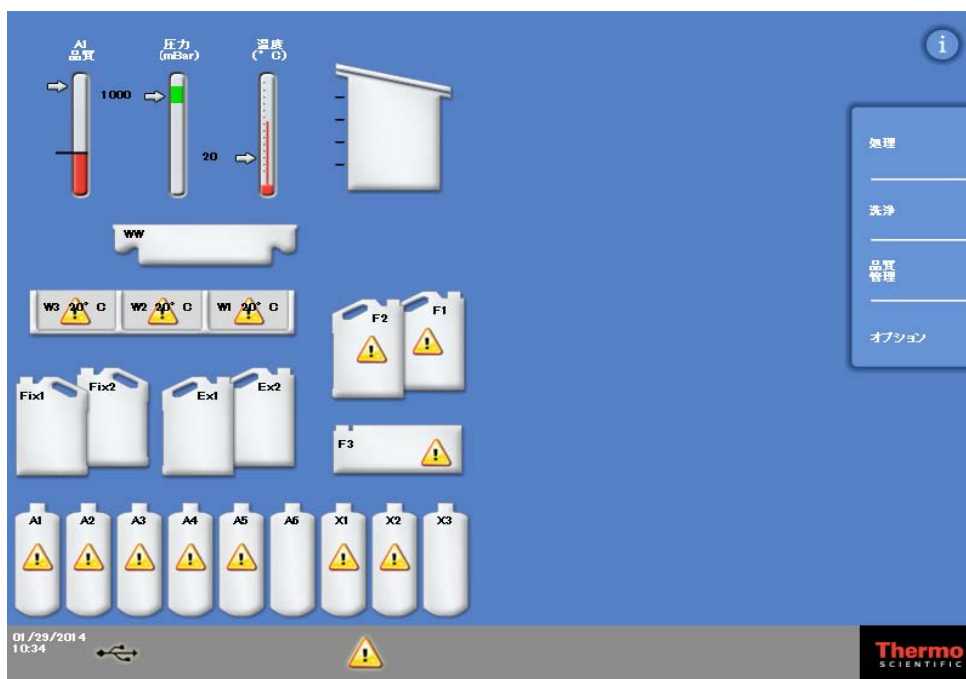 A1
品質
圧力
(mBar)
温度
(° C)
1000
20
i
処理
洗浄
品質
管理
オプション
WW
W3 20° C
W2 20° C
W1 20° C
F2
F1
Fix1
Fix2
Ex1
Ex2
F3
A1
A2
A3
A4
A5
A6
X1
X2
X3
01/29/2014
10:34
Thermo
SCIENTIFIC